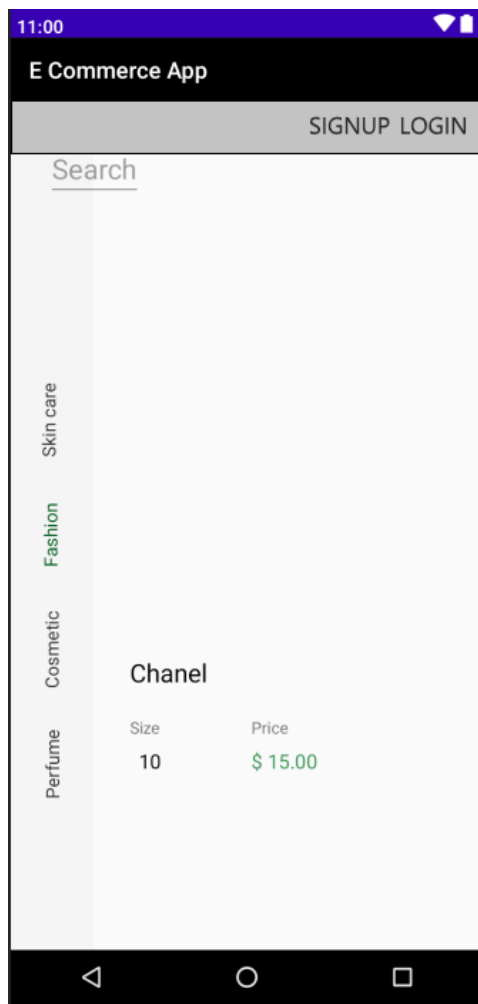 11:00
E Commerce App
SIGNUP LOGIN
Search
Skin care
Fashion
Cosmetic
Perfume
Chanel
Size Price
10 $ 15.00